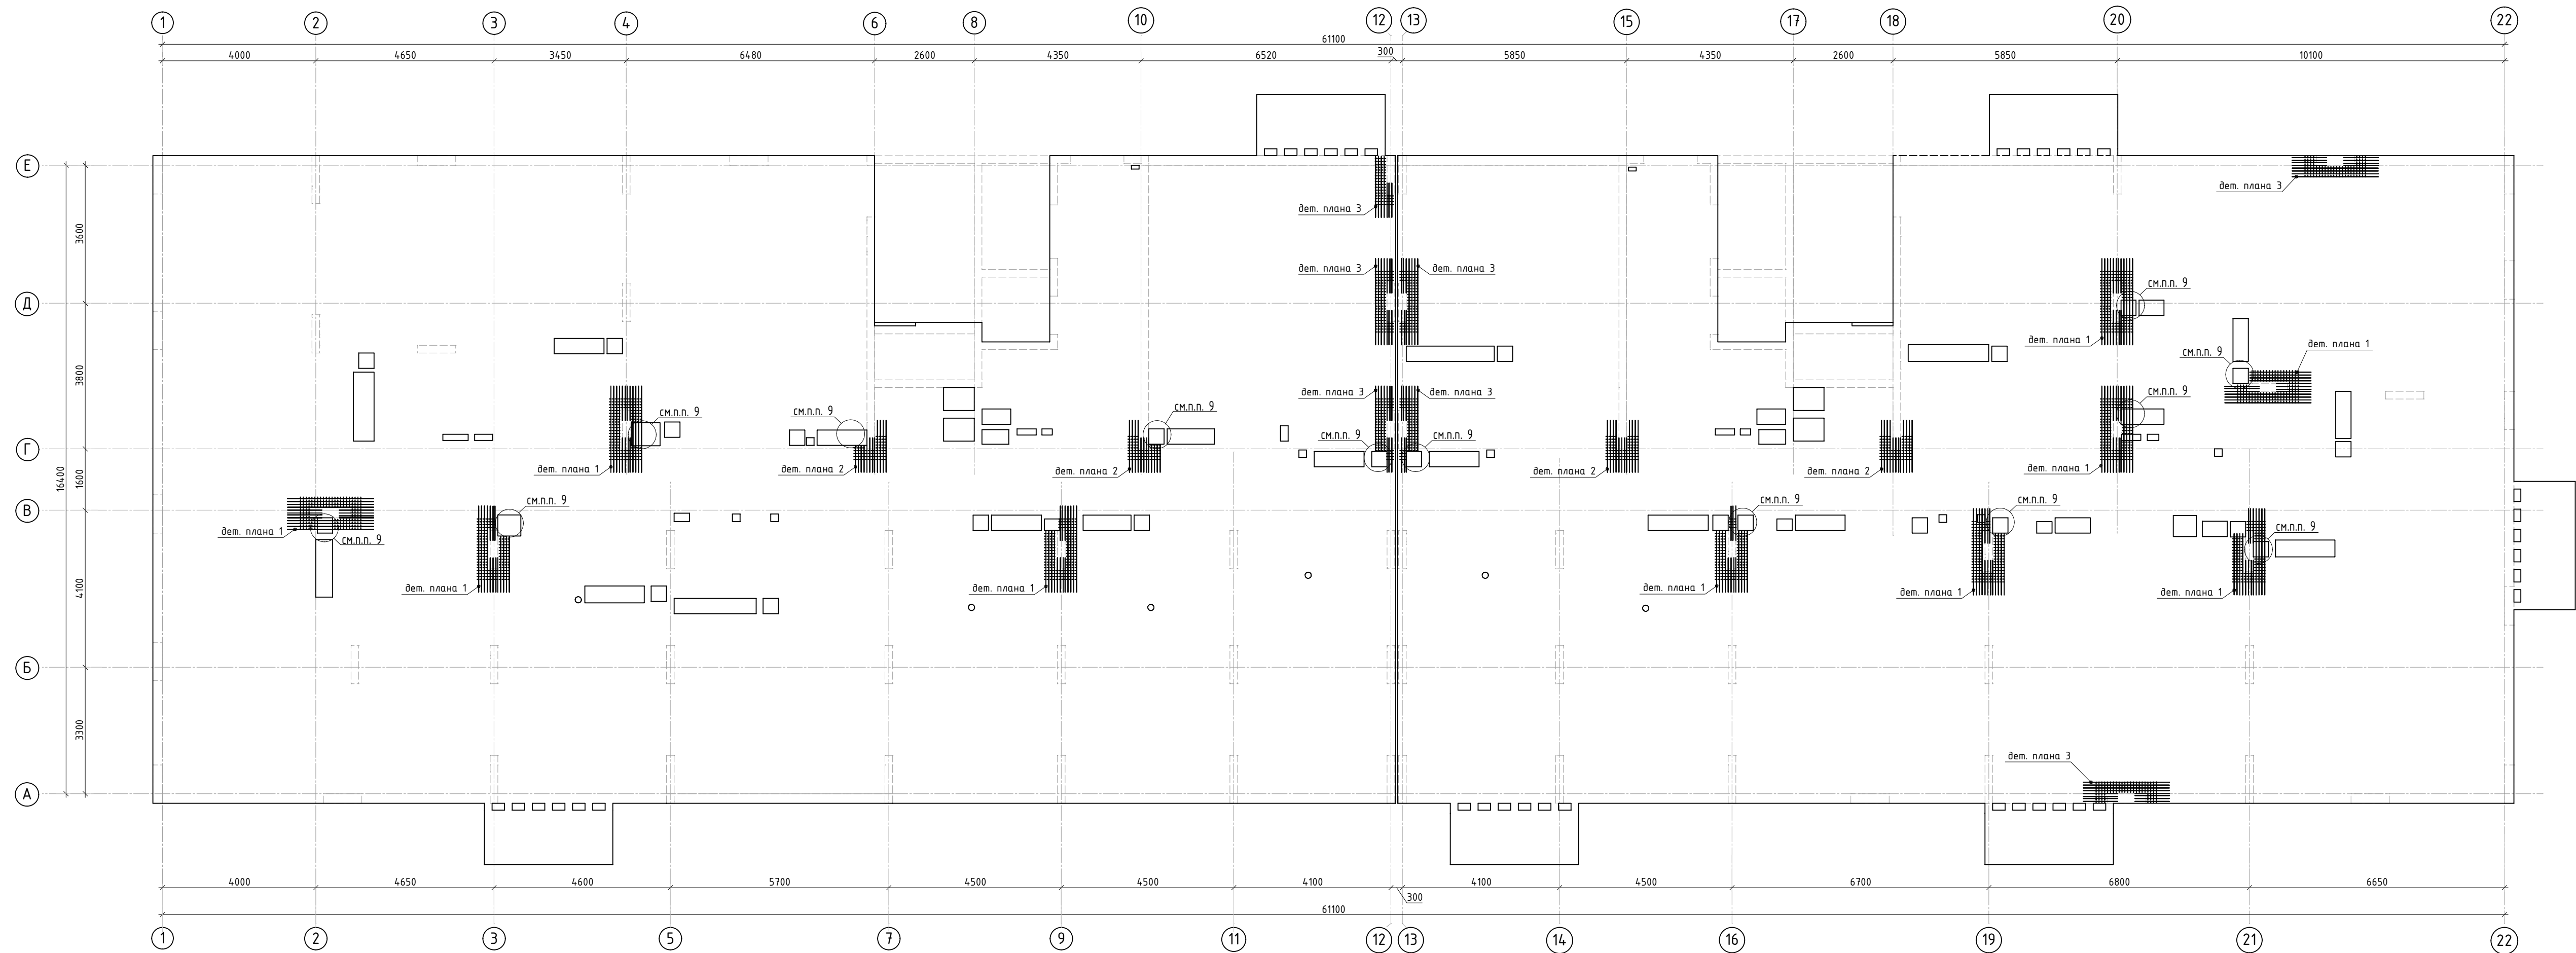 1 2 3 4 6 8 10 12 13 15 17 18 20 22
61100
4000 4650 3450 6480 2600 4350 6520 300 5850 4350 2600 5850 10100
Е
дет. плана 3
дет. плана 3
3600
дет. плана 3 дет. плана 3
см.п.п. 9
Д
дет. плана 1
дет. плана 1
см.п.п. 9
3800
дет. плана 3 дет. плана 3
см.п.п. 9
см.п.п. 9 см.п.п. 9 см.п.п. 9
см.п.п. 9 см.п.п. 9
Г
дет. плана 1 дет. плана 2 дет. плана 2 дет. плана 2 дет. плана 2 дет. плана 1
16400
1600
см.п.п. 9 см.п.п. 9 см.п.п. 9
В
дет. плана 1 см.п.п. 9 см.п.п. 9
4100
дет. плана 1 дет. плана 1 дет. плана 1 дет. плана 1 дет. плана 1
Б
3300
дет. плана 3
А
4000 4650 4600 5700 4500 4500 4100 300 4100 4500 6700 6800 6650
61100
1 2 3 5 7 9 11 12 13 14 16 19 21 22